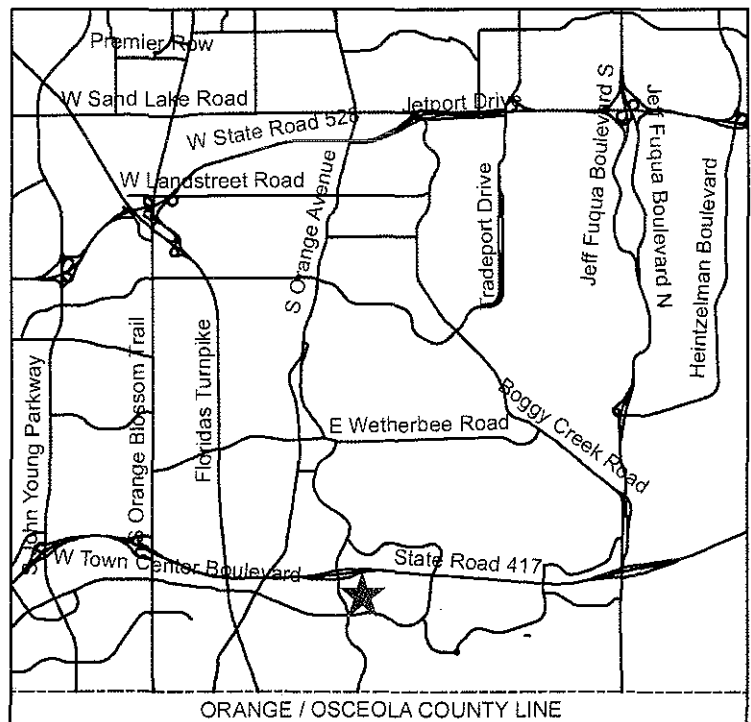 Premier Row
W Sand Lake Road
Jetport Drive
W State Road 528
W Landstreet Road
S Orange Avenue
Tradeport Drive
Jeff Fuqua Boulevard S
Jeff Fuqua Boulevard N
Heintzelman Boulevard
S John Young Parkway
S Orange Blossom Trail
Floridas Turnpike
E Wetherbee Road
Boggy Creek Road
W Town Center Boulevard
State Road 417
ORANGE / OSCEOLA COUNTY LINE